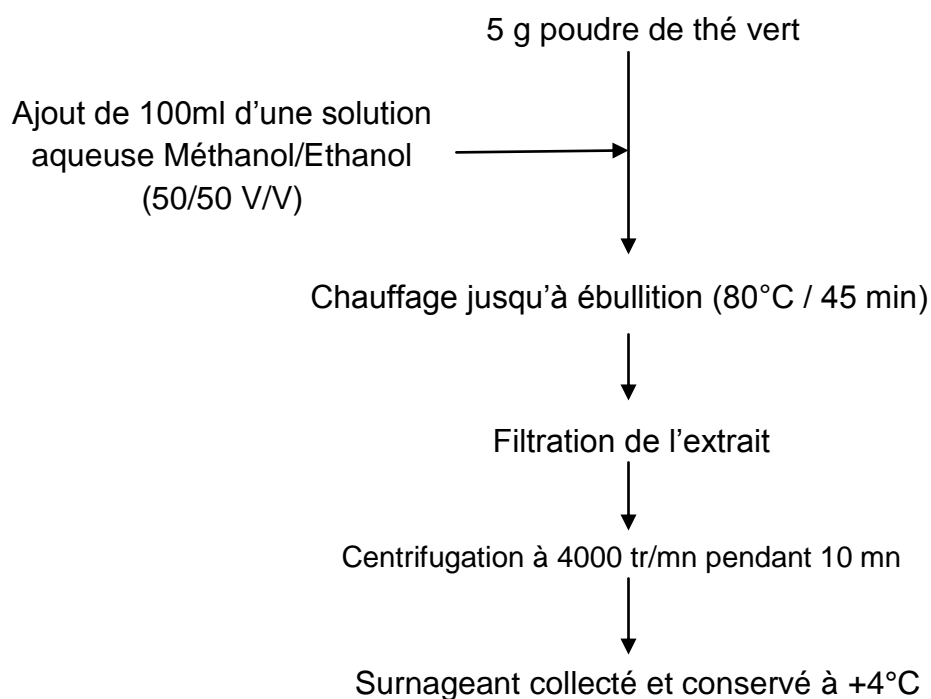 5 g poudre de thé vert
Ajout de 100ml d’une solution
aqueuse Méthanol/Ethanol
(50/50 V/V)
Chauffage jusqu’à ébullition (80°C / 45 min)
Filtration de l’extrait
Centrifugation à 4000 tr/mn pendant 10 mn
Surnageant collecté et conservé à +4°C